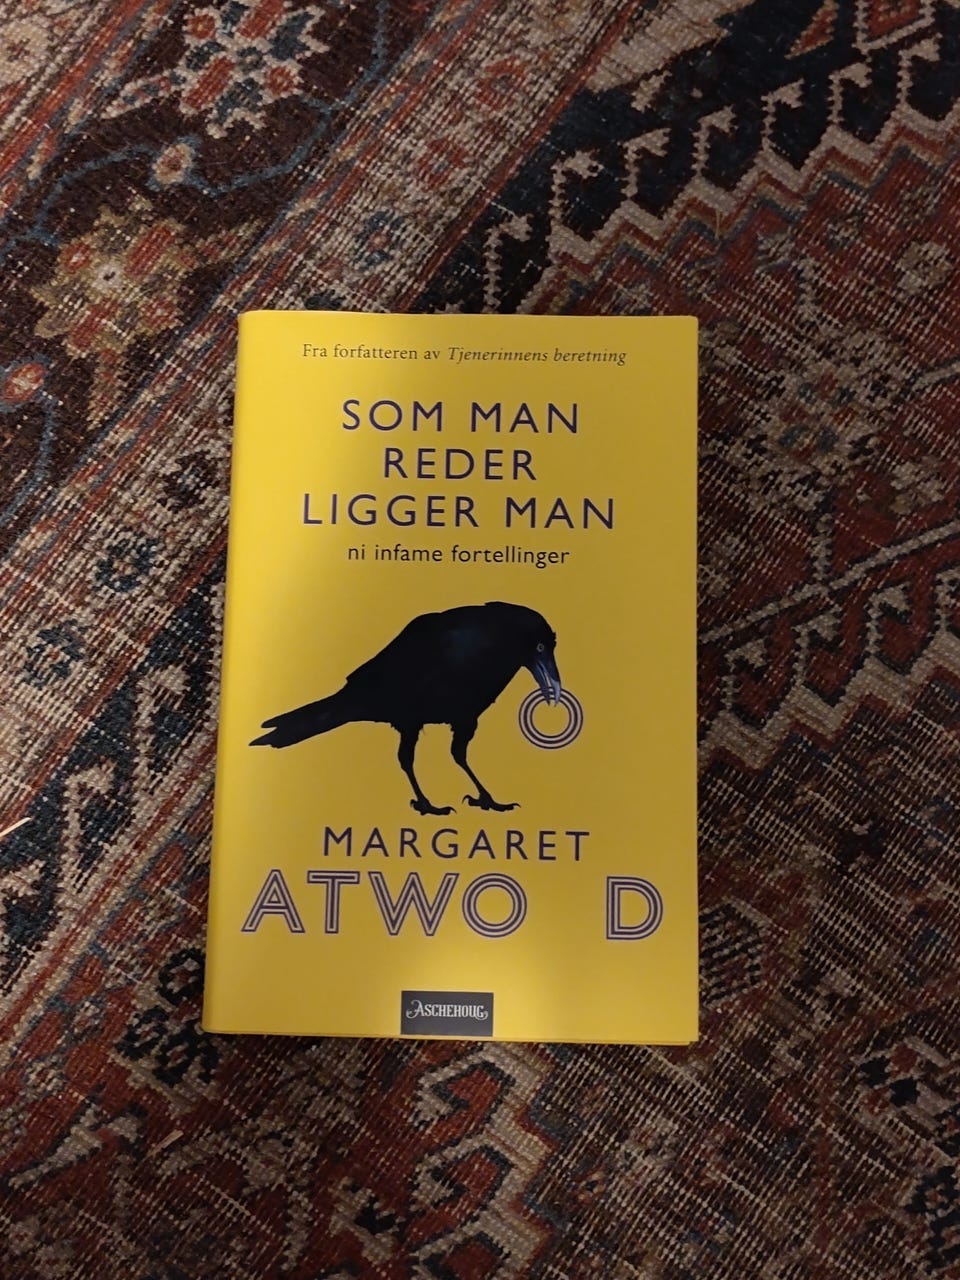 Fra forfatteren av Tjenerinnens beretning
SOM MAN
REDER
LIGGER MAN
ni infame fortellinger
O
MARGARET
ATWO D
ASCHEHOUG